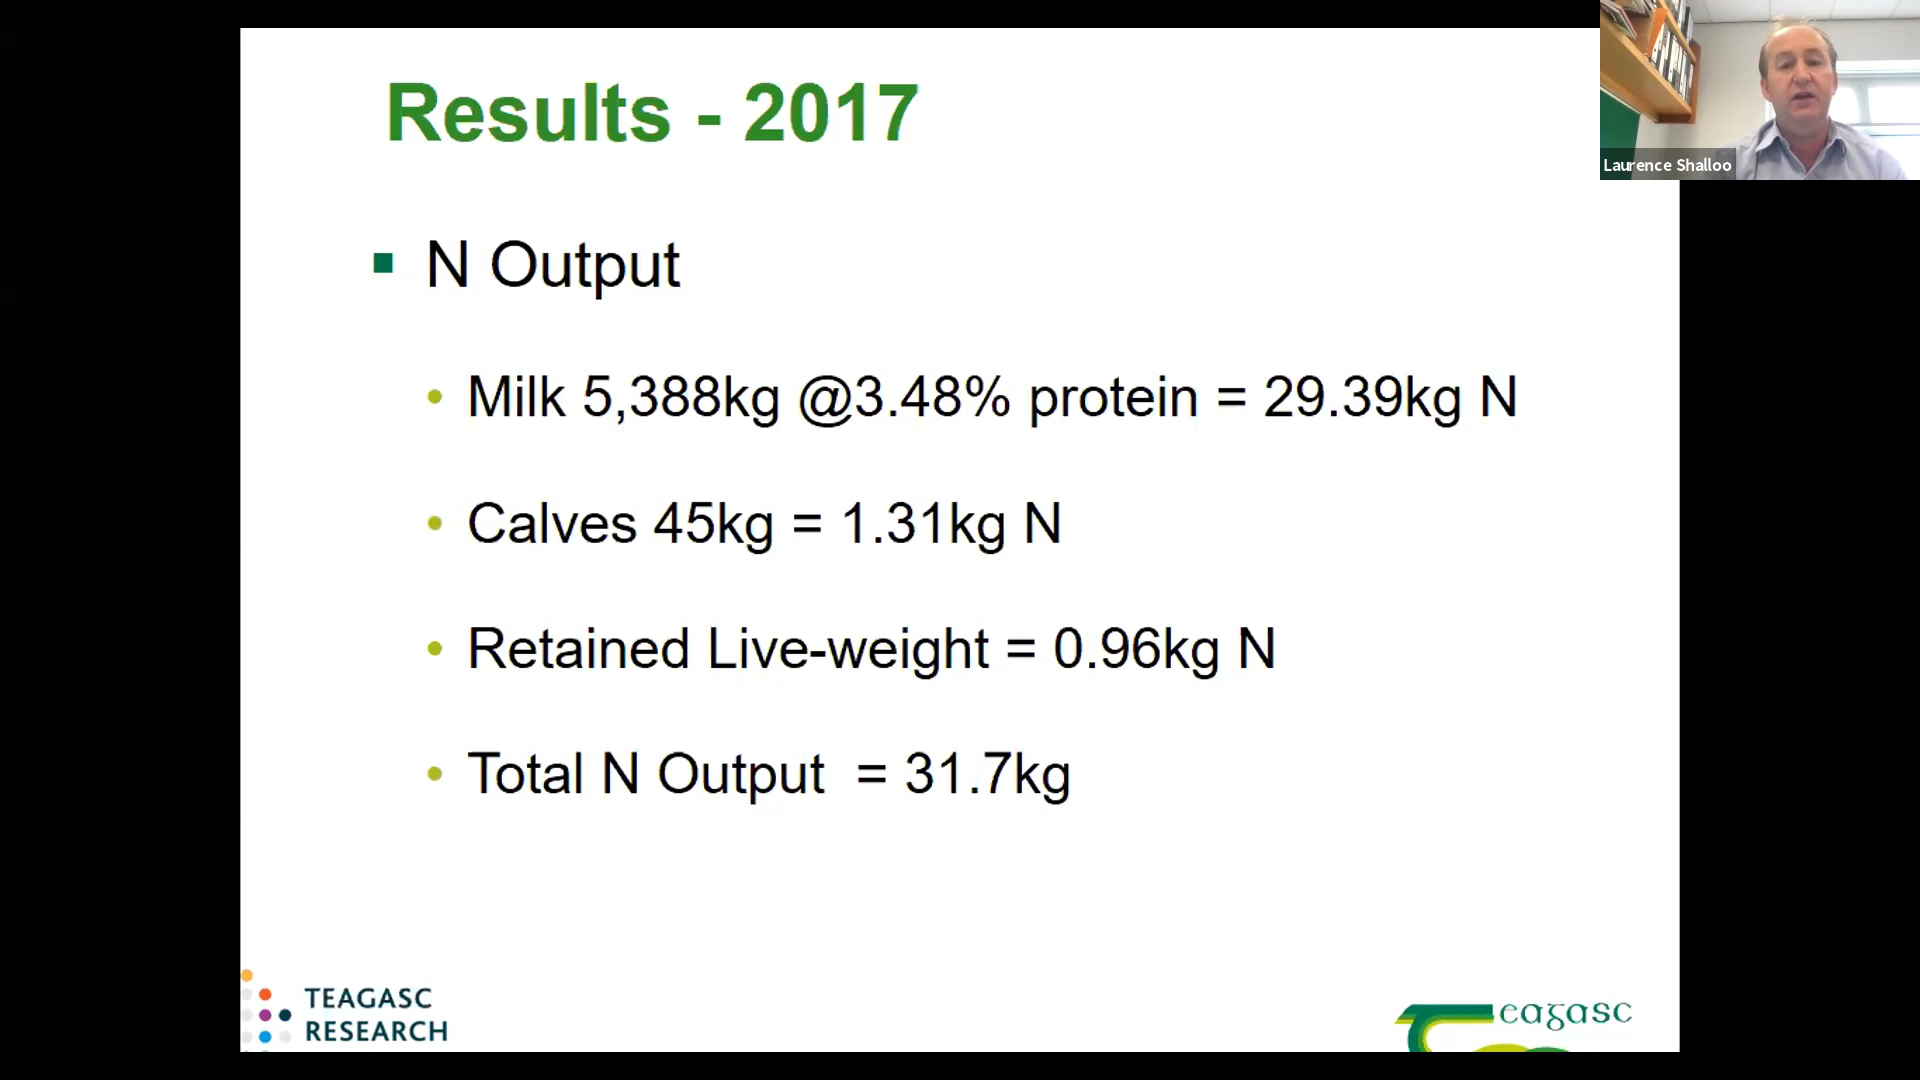 Results - 2017
Laurence Shalloo
N Output
Milk 5,388kg @3.48% protein = 29.39kg N
Calves 45kg = 1.31kg N
Retained Live-weight = 0.96kg N
Total N Output = 31.7kg
TEAGASC
RESEARCH
Teagasc